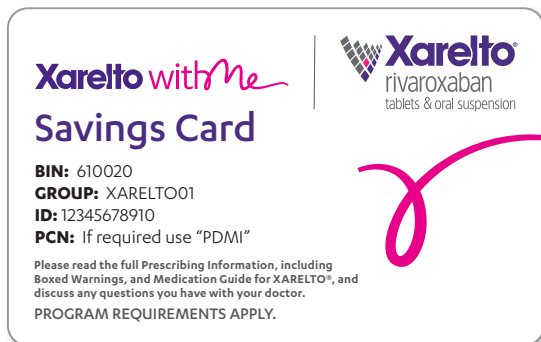 Xarelto withMe
Xarelto®
rivaroxaban
tablets & oral suspension
Savings Card
BIN: 610020
GROUP: XARELTO01
ID: 12345678910
PCN: If required use “PDMI”
Please read the full Prescribing Information, including
Boxed Warnings, and Medication Guide for XARELTO®, and
discuss any questions you have with your doctor.
PROGRAM REQUIREMENTS APPLY.